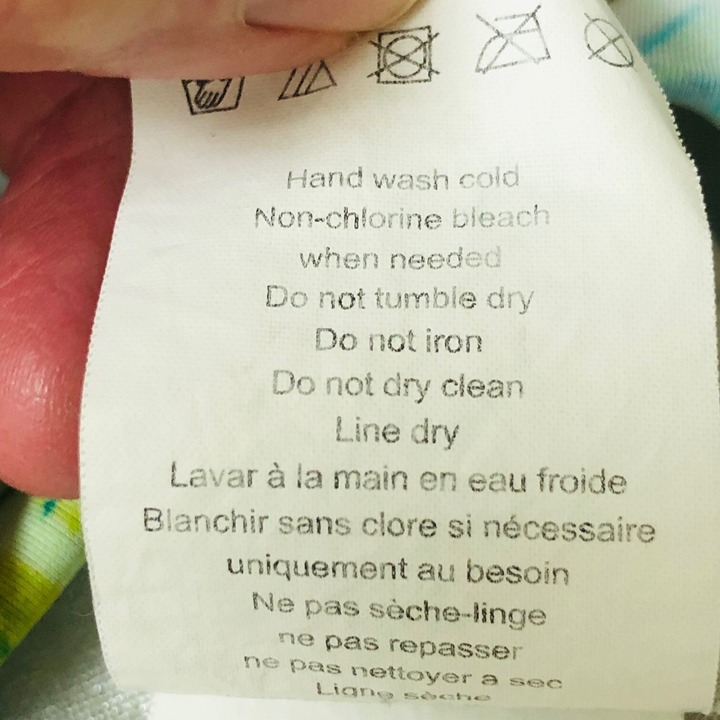 Hand wash cold
Non-chlorine bleach
when needed
Do not tumble dry
Do not iron
Do not dry clean
Line dry
Lavar à la main en eau froide
Blanchir sans clore si nécessaire
uniquement au besoin
Ne pas sèche-linge
ne pas repasser
ne pas nettoyer a sec
Ligne sèche